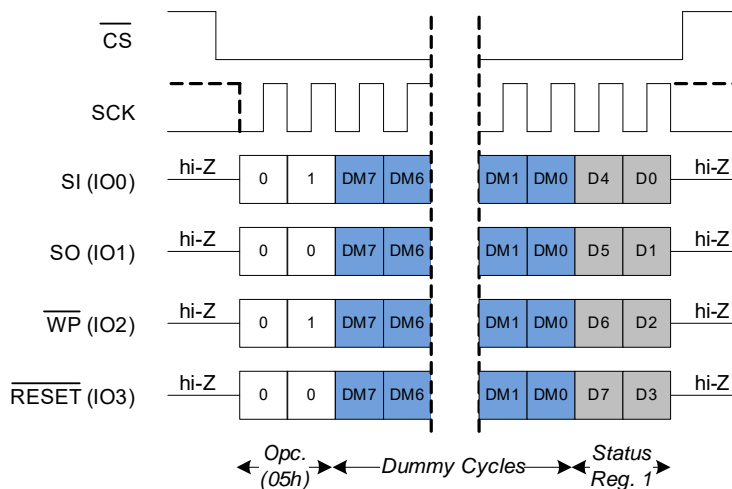 CS
SCK
hi-Z hi-Z
SI (IO0) 0 1 DM7 DM6 DM1 DM0 D4 D0
hi-Z hi-Z
SO (IO1) 0 0 DM7 DM6 DM1 DM0 D5 D1
hi-Z hi-Z
WP (IO2) 0 1 DM7 DM6 DM1 DM0 D6 D2
hi-Z hi-Z
RESET (IO3) 0 0 DM7 DM6 DM1 DM0 D7 D3
Opc. Status
(05h) Dummy Cycles Reg. 1